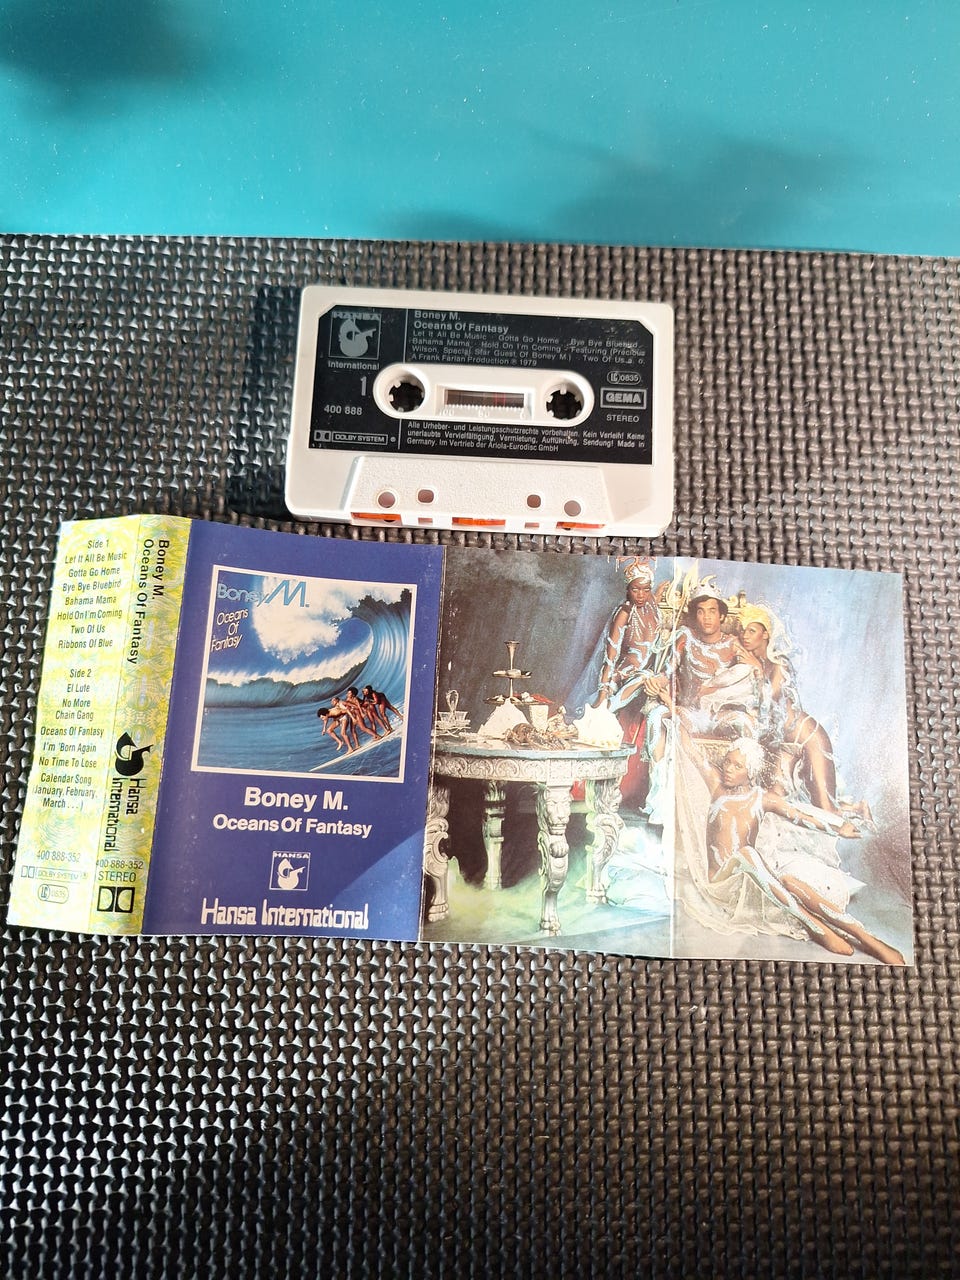 HANSA
International
1
400 888
DOLBY SYSTEM ®
Boney M.
Oceans Of Fantasy
Let It All Be Music - Gotta Go Home - Bye Bye Bluebird
Bahama Mama - Hold On I'm Coming - Featuring (Precious
Wilson, Special Star Guest Of Boney M.) - Two Of Us a. o.
A Frank Farian Production ℗ 1979
LC 0835
GEMA
STEREO
100 50 0
Alle Urheber- und Leistungsschutzrechte vorbehalten. Kein Verleih! Keine
unerlaubte Vervielfältigung, Vermietung, Aufführung, Sendung! Made in
Germany. Im Vertrieb der Ariola-Eurodisc GmbH
Side 1
Let It All Be Music
Gotta Go Home
Bye Bye Bluebird
Bahama Mama
Hold On I'm Coming
Two Of Us
Ribbons Of Blue
Side 2
El Lute
No More
Chain Gang
Oceans Of Fantasy
I'm 'Born Again
No Time To Lose
Calendar Song
January, February,
March . . . )
400 888-352
DOLBY SYSTEM ®
LC 0835
Boney M.
Oceans Of Fantasy
Hansa
International
400 888-352
STEREO
Boney M.
Oceans
Of
Fantasy
Boney M.
Oceans Of Fantasy
HANSA
Hansa International